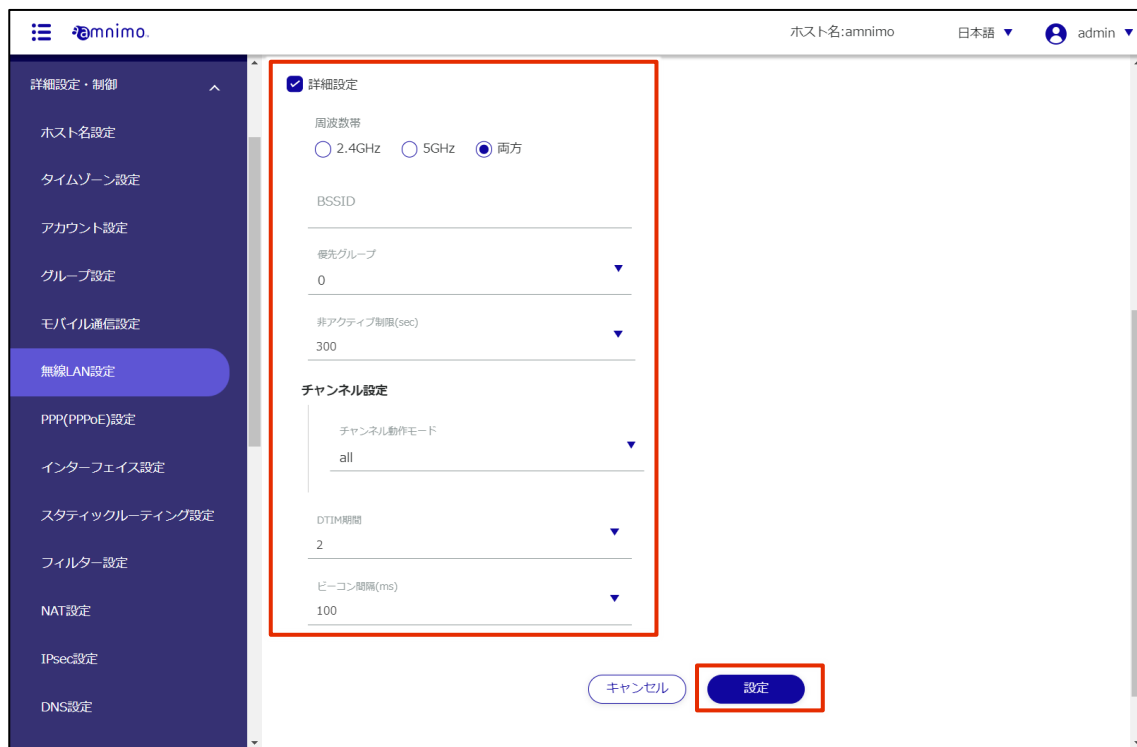 amnimo.
ホスト名:amnimo
日本語 ▼
admin ▼
詳細設定・制御
ホスト名設定
タイムゾーン設定
アカウント設定
グループ設定
モバイル通信設定
無線LAN設定
PPP(PPPoE)設定
インターフェイス設定
スタティックルーティング設定
フィルター設定
NAT設定
IPsec設定
DNS設定
詳細設定
周波数帯
2.4GHz 5GHz 両方
BSSID
優先グループ
0
非アクティブ制限(sec)
300
チャンネル設定
チャンネル動作モード
all
DTIM期間
2
ビーコン間隔(ms)
100
キャンセル 設定